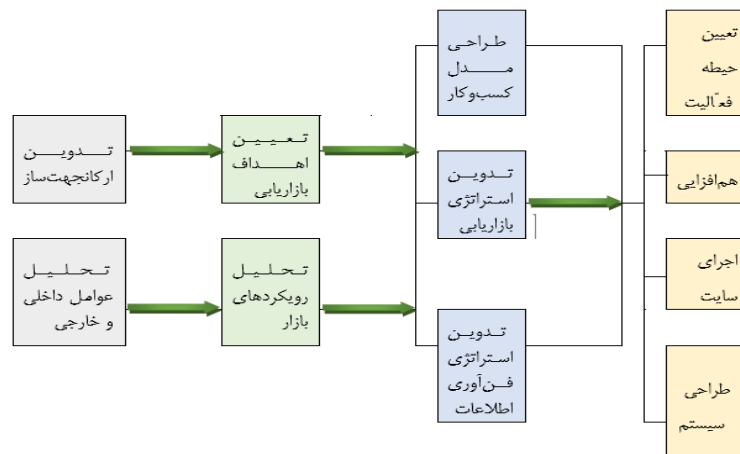 تدوین
ارکانجهت‌ساز
تحلیل
عوامل داخلی
و خارجی
تعیین
اهداف
بازاریابی
تحلیل
رویکردهای
بازار
طراحی
مدل
کسب‌وکار
تدوین
استراتژی
بازاریابی
تدوین
استراتژی
فن‌آوری
اطلاعات
تعیین
حیطه
فعّالیت
هم‌افزایی
اجرای
سایت
طراحی
سیستم